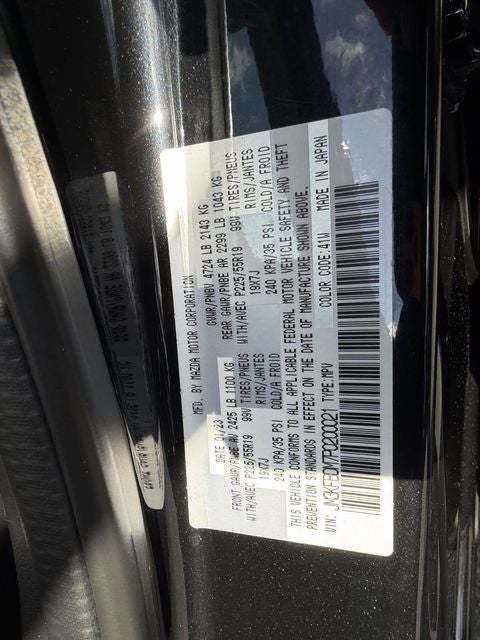 MFD. BY MAZDA MOTOR CORPORATION
DATE 01/23 GVWR/PNBV 4724 LB 2143 KG
FRONT GAWR/PNBE AV 2425 LB 1100 KG REAR GAWR/PNBE AR 2299 LB 1043 KG
WITH/AVEC P225/55R19 99V TIRES/PNEUS WITH/AVEC P225/55R19 99V TIRES/PNEUS
19X7J RIMS/JANTES 19X7J RIMS/JANTES
240 KPA/35 PSI COLD/A FROID 240 KPA/35 PSI COLD/A FROID
THIS VEHICLE CONFORMS TO ALL APPLICABLE FEDERAL MOTOR VEHICLE SAFETY AND THEFT
PREVENTION STANDARDS IN EFFECT ON THE DATE OF MANUFACTURE SHOWN ABOVE.
VIN: TYPE:MPV COLOR CODE:41W MADE IN JAPAN